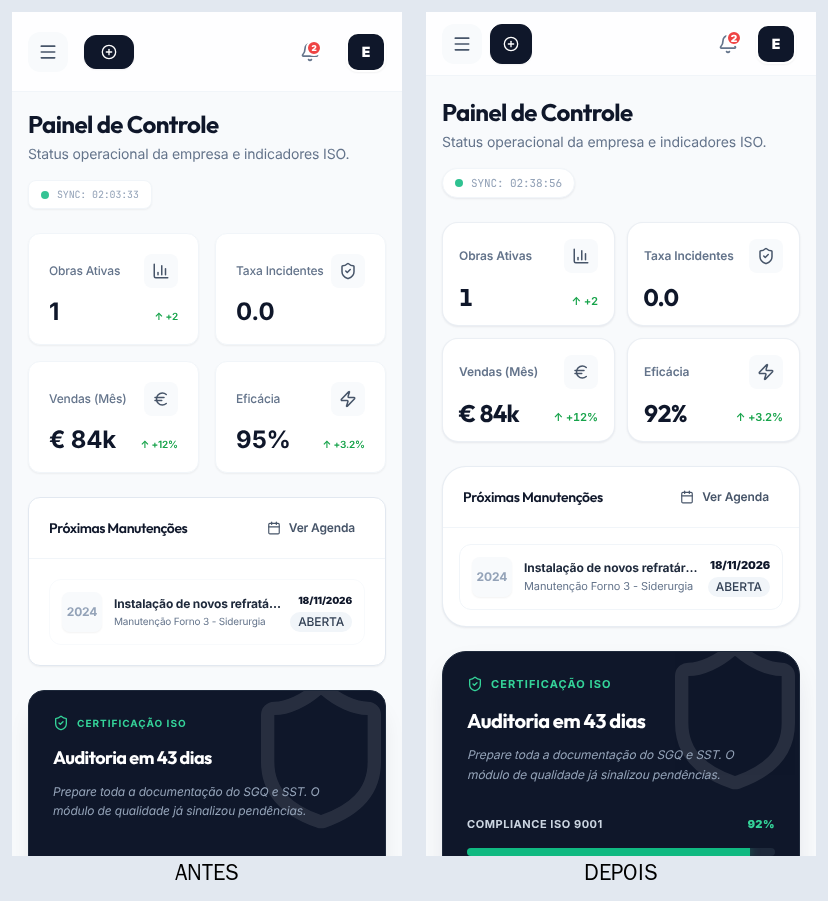 2
E
Painel de Controle
Status operacional da empresa e indicadores ISO.
SYNC: 02:03:33
Obras Ativas
1
↑ +2
Taxa Incidentes
0.0
Vendas (Mês)
€
€ 84k
↑ +12%
Eficácia
95%
↑ +3.2%
Próximas Manutenções
Ver Agenda
2024
Instalação de novos refratá...
18/11/2026
Manutenção Forno 3 - Siderurgia
ABERTA
CERTIFICAÇÃO ISO
Auditoria em 43 dias
Prepare toda a documentação do SGQ e SST. O
módulo de qualidade já sinalizou pendências.
ANTES
2
E
Painel de Controle
Status operacional da empresa e indicadores ISO.
SYNC: 02:38:56
Obras Ativas
1
↑ +2
Taxa Incidentes
0.0
Vendas (Mês)
€
€ 84k
↑ +12%
Eficácia
92%
↑ +3.2%
Próximas Manutenções
Ver Agenda
2024
Instalação de novos refratár...
18/11/2026
Manutenção Forno 3 - Siderurgia
ABERTA
CERTIFICAÇÃO ISO
Auditoria em 43 dias
Prepare toda a documentação do SGQ e SST. O
módulo de qualidade já sinalizou pendências.
COMPLIANCE ISO 9001
92%
DEPOIS